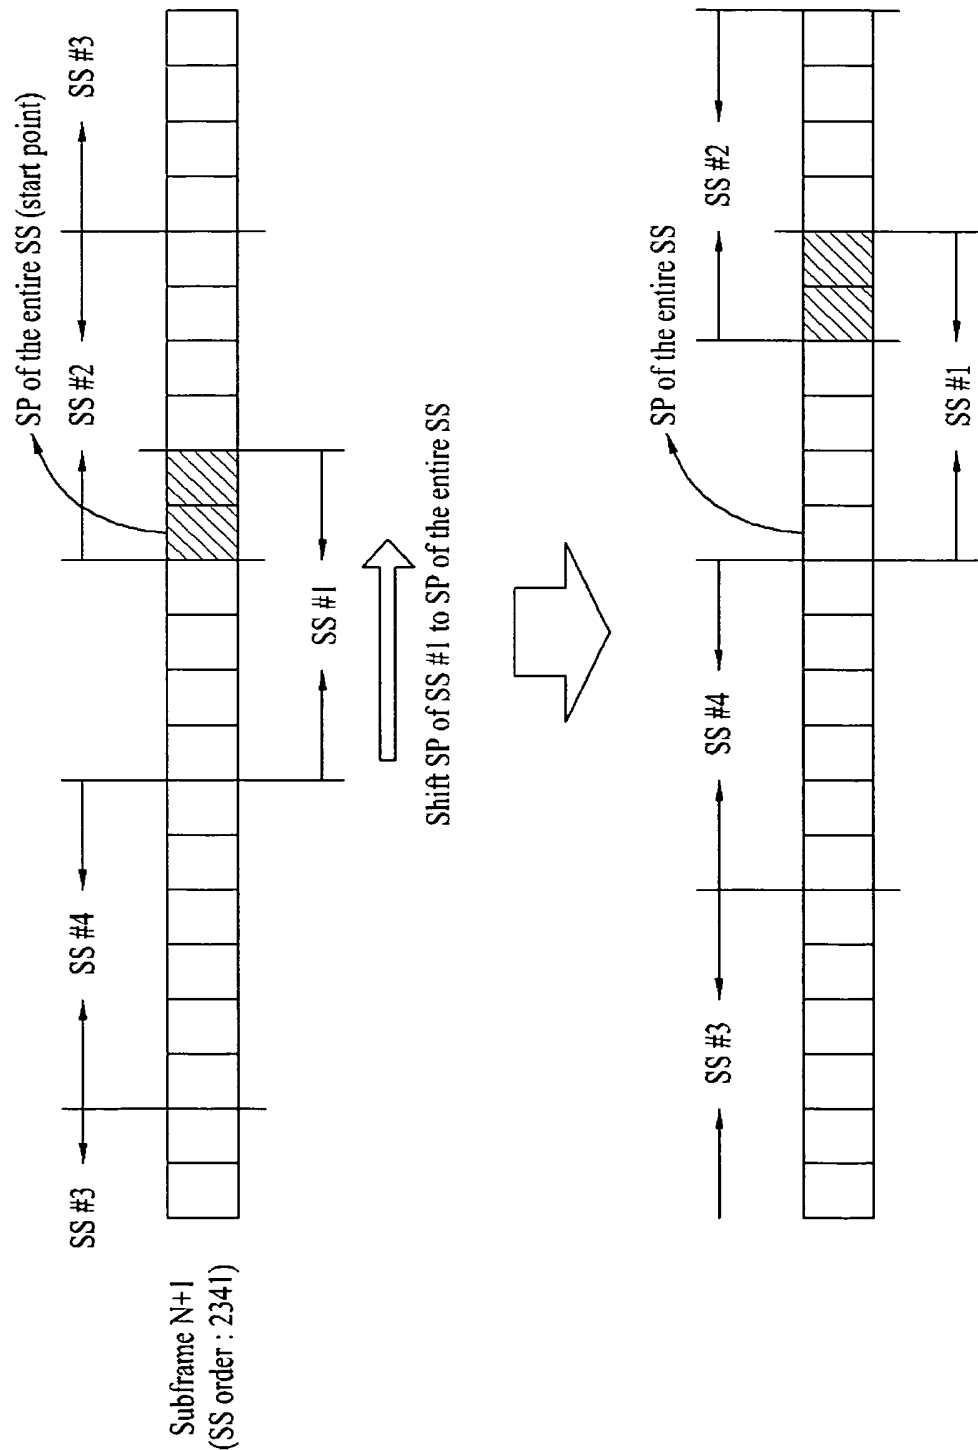 Subframe N+1
(SS order : 2341)
SS #3
SS #4
SS #2
SS #3
SP of the entire SS (start point)
SS #1
Shift SP of SS #1 to SP of the entire SS
SS #3
SS #4
SP of the entire SS
SS #2
SS #1